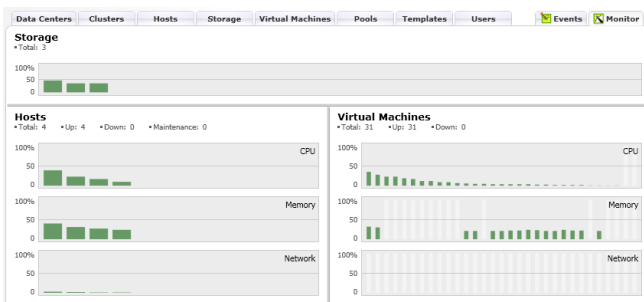 Data Centers Clusters Hosts Storage Virtual Machines Pools Templates Users Events Monitor
Storage
▪Total: 3
100%
50
0
Hosts
▪Total: 4 ▪Up: 4 ▪Down: 0 ▪Maintenance: 0
100% CPU
50
0
100% Memory
50
0
100% Network
50
0
Virtual Machines
▪Total: 31 ▪Up: 31 ▪Down: 0
100% CPU
50
0
100% Memory
50
0
100% Network
50
0